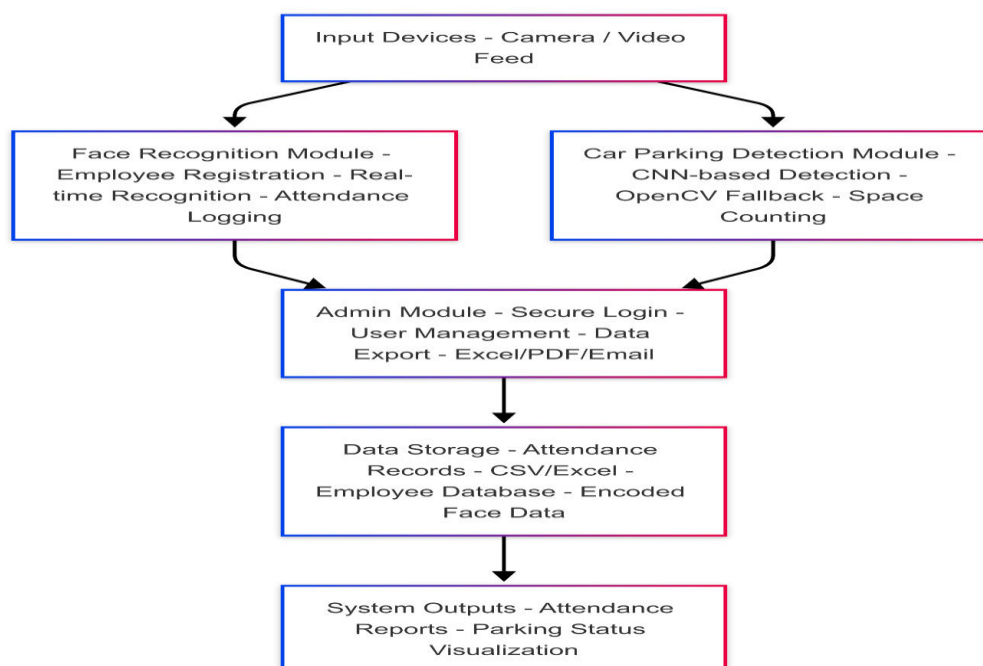 Input Devices - Camera / Video
Feed
Face Recognition Module -
Employee Registration - Real-
time Recognition - Attendance
Logging
Car Parking Detection Module -
CNN-based Detection -
OpenCV Fallback - Space
Counting
Admin Module - Secure Login -
User Management - Data
Export - Excel/PDF/Email
Data Storage - Attendance
Records - CSV/Excel -
Employee Database - Encoded
Face Data
System Outputs - Attendance
Reports - Parking Status
Visualization